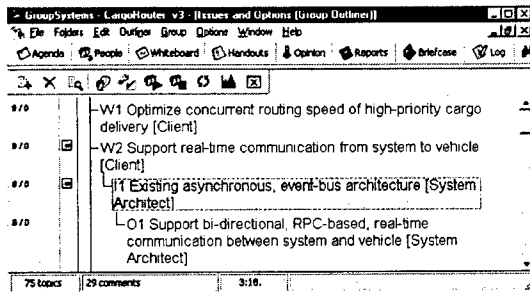 GroupSystems - CargoRouter v3 - [Issues and Options (Group Outliner)]
File Folders Edit Outliner Group Options Window Help
Agenda People Whiteboard Handouts Opinion Reports Briefcase Log
W1 Optimize concurrent routing speed of high-priority cargo
delivery [Client]
W2 Support real-time communication from system to vehicle
[Client]
I1 Existing asynchronous, event-bus architecture [System
Architect]
O1 Support bi-directional, RPC-based, real-time
communication between system and vehicle [System
Architect]
75 topics 29 comments 3:18.